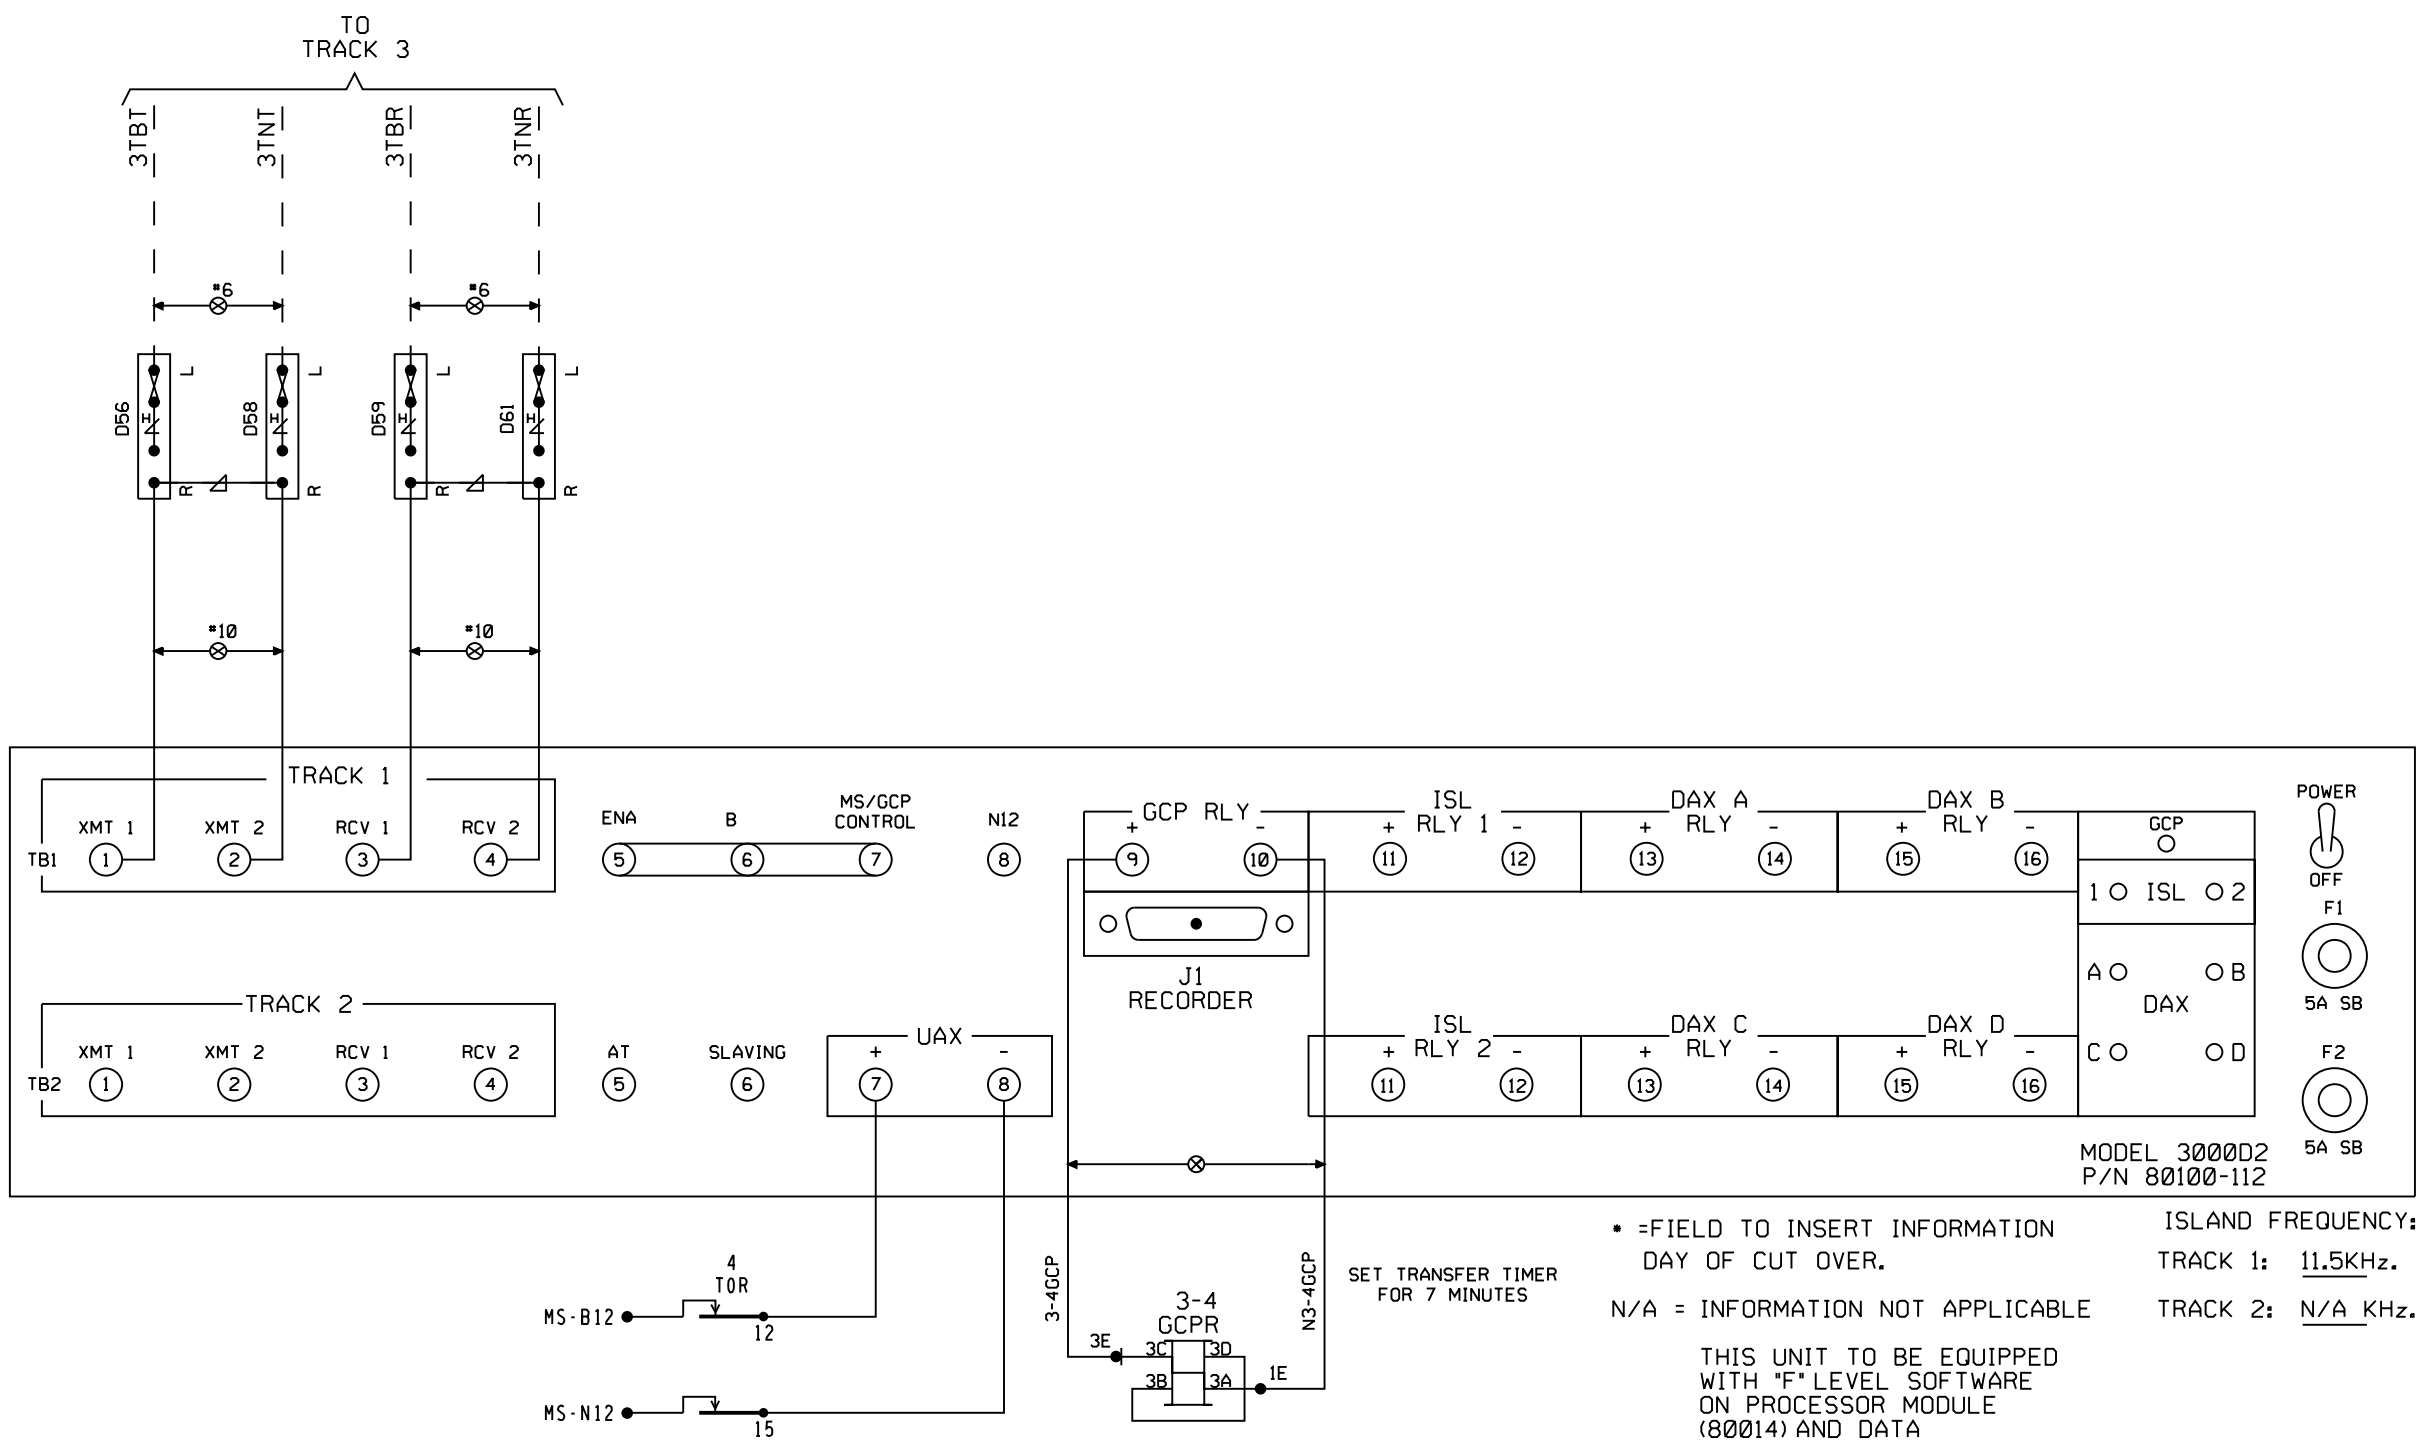 TO
TRACK 3
3TBT
3TNT
3TBR
3TNR
*6
*6
D56
L
D58
L
D59
L
D61
L
R
R
R
R
*10
*10
TRACK 1
XMT 1
XMT 2
RCV 1
RCV 2
TB1
1
2
3
4
ENA
B
MS/GCP
CONTROL
N12
5
6
7
8
GCP RLY
+
-
9
10
ISL
RLY 1
+
-
11
12
DAX A
RLY
+
-
13
14
DAX B
RLY
+
-
15
16
GCP
1
ISL
2
A
B
DAX
C
D
POWER
OFF
F1
5A SB
F2
5A SB
J1
RECORDER
TRACK 2
XMT 1
XMT 2
RCV 1
RCV 2
TB2
1
2
3
4
AT
SLAVING
5
6
UAX
+
-
7
8
ISL
RLY 2
+
-
11
12
DAX C
RLY
+
-
13
14
DAX D
RLY
+
-
15
16
MODEL 3000D2
P/N 80100-112
4
TOR
MS-B12
12
MS-N12
15
3-4GCP
N3-4GCP
3-4
GCPR
3E
3C
3D
3B
3A
1E
SET TRANSFER TIMER
FOR 7 MINUTES
* =FIELD TO INSERT INFORMATION
DAY OF CUT OVER.
N/A = INFORMATION NOT APPLICABLE
THIS UNIT TO BE EQUIPPED
WITH "F" LEVEL SOFTWARE
ON PROCESSOR MODULE
(80014) AND DATA
ISLAND FREQUENCY:
TRACK 1: 11.5KHz.
TRACK 2: N/A KHz.